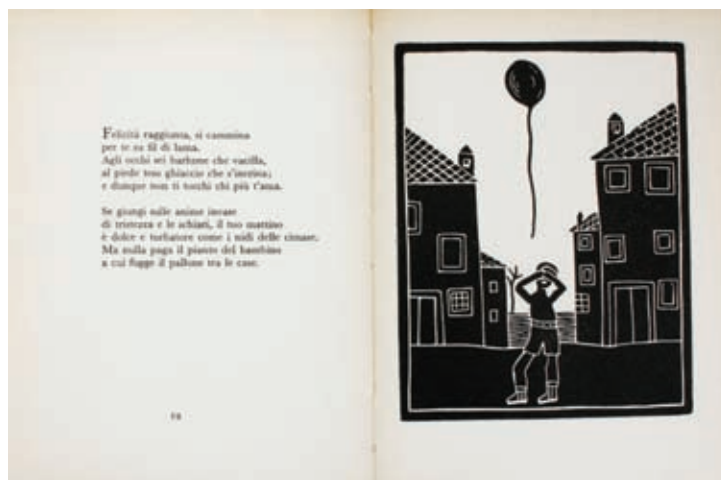 Felicità raggiunta, si cammina
per te su fil di lama.
Agli occhi sei barlume che vacilla,
al piede, teso ghiaccio che s'incrina;
e dunque non ti tocchi chi più t'ama.
Se giungi sulle anime invase
di tristezza e le schiari, il tuo mattino
è dolce e turbatore come i nidi delle cimase.
Ma nulla paga il pianto del bambino
a cui fugge il pallone tra le case.